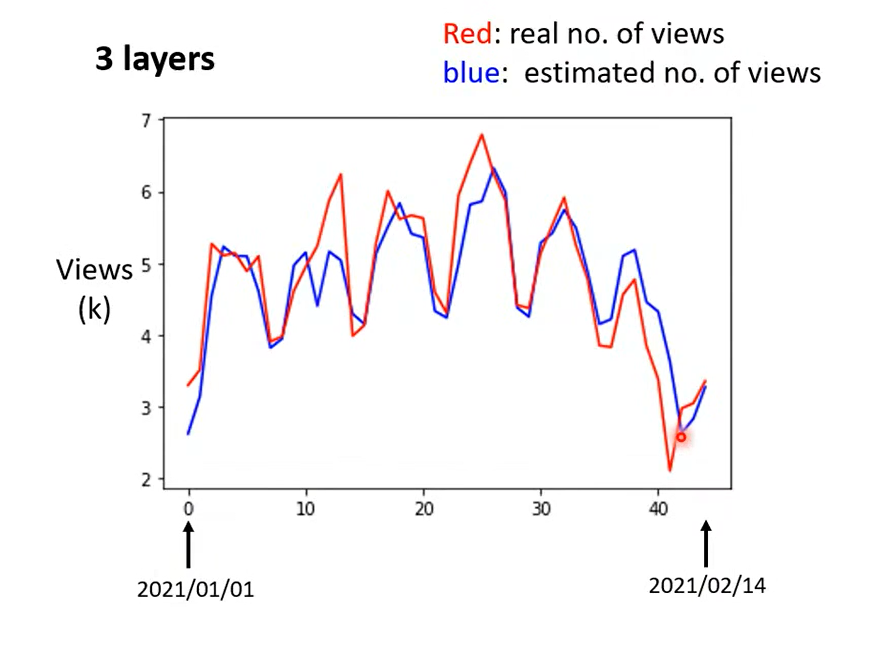 3 layers
Red: real no. of views
blue: estimated no. of views
Views
(k)
7
6
5
4
3
2
0 10 20 30 40
2021/01/01
2021/02/14